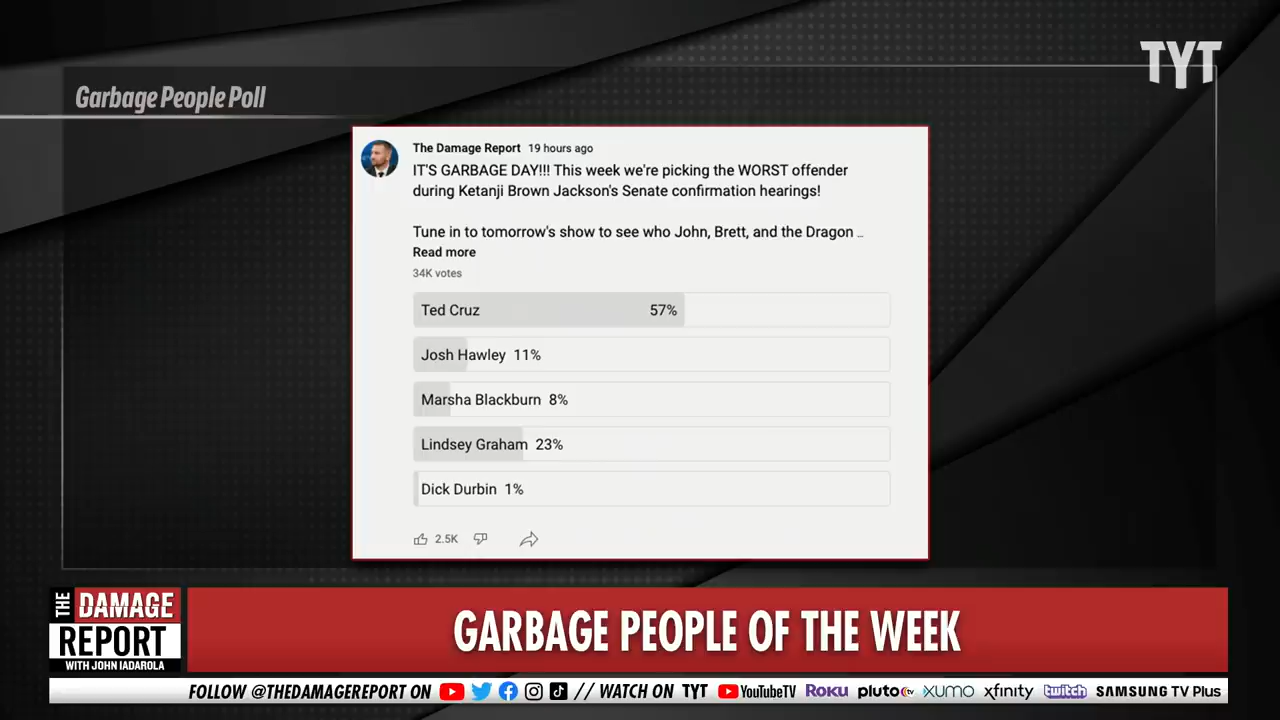 TYT
Garbage People Poll
The Damage Report 19 hours ago
IT'S GARBAGE DAY!!! This week we're picking the WORST offender
during Ketanji Brown Jackson's Senate confirmation hearings!
Tune in to tomorrow's show to see who John, Brett, and the Dragon ...
Read more
34K votes
Ted Cruz 57%
Josh Hawley 11%
Marsha Blackburn 8%
Lindsey Graham 23%
Dick Durbin 1%
2.5K
THE DAMAGE
REPORT
WITH JOHN IADAROLA
GARBAGE PEOPLE OF THE WEEK
FOLLOW @THEDAMAGEREPORT ON // WATCH ON TYT YouTubeTV ROKU pluto tv XUMO xfinity twitch SAMSUNG TV Plus